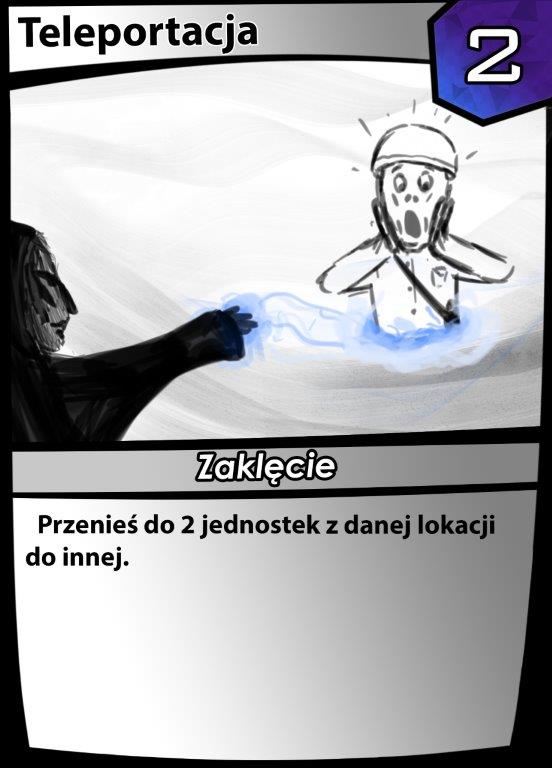 Teleportacja
2
Zaklęcie
Przenieś do 2 jednostek z danej lokacji
do innej.